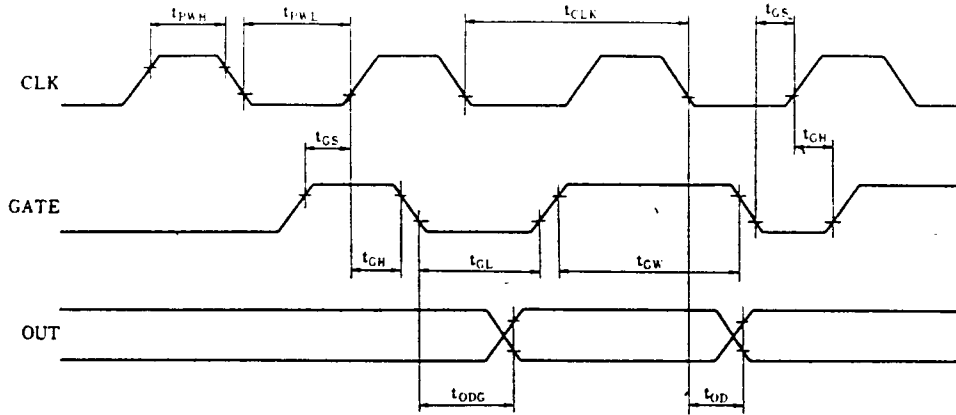 tPWH tPWL tCLK tGS
CLK
tGS tGH
GATE
tGH tGL tGW
OUT
tODG tOD